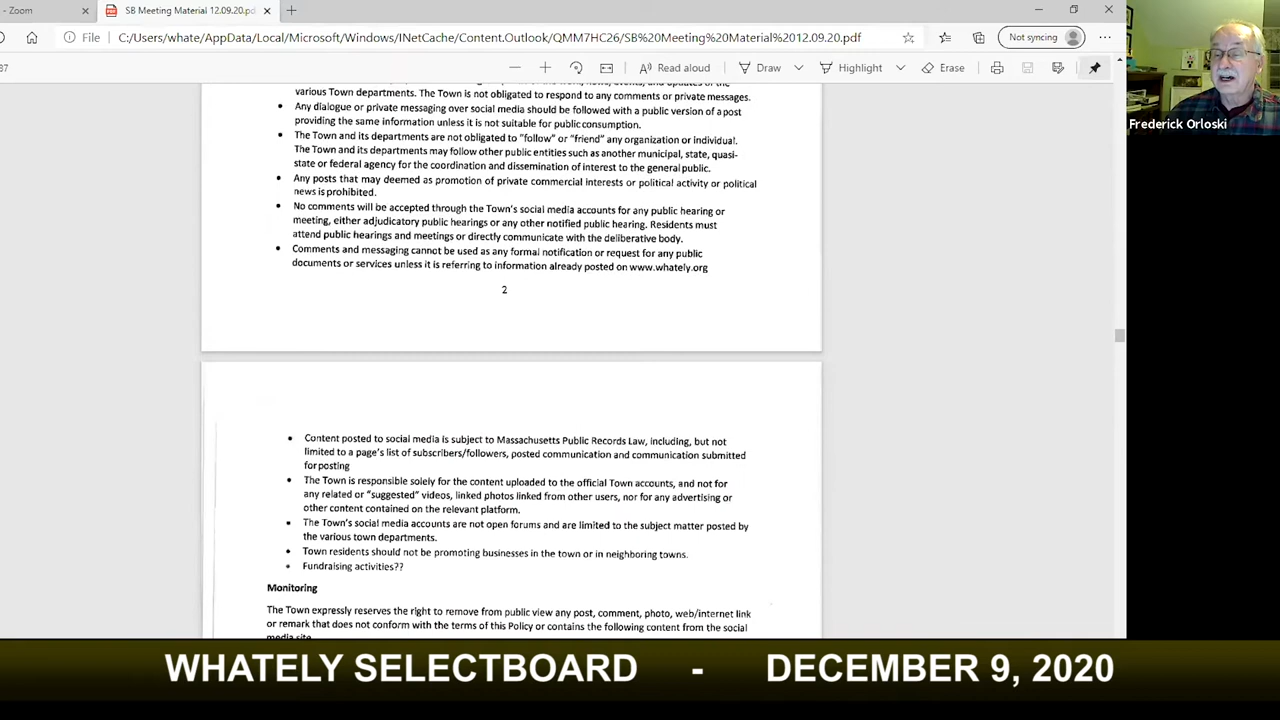 - Zoom
SB Meeting Material 12.09.20.pd
File
C:/Users/whate/AppData/Local/Microsoft/Windows/INetCache/Content.Outlook/QMM7HC26/SB%20Meeting%20Material%2012.09.20.pdf
Not syncing
37
Read aloud
Draw
Highlight
Erase
Frederick Orloski
various Town departments. The Town is not obligated to respond to any comments or private messages.
• Any dialogue or private messaging over social media should be followed with a public version of a post
providing the same information unless it is not suitable for public consumption.
• The Town and its departments are not obligated to "follow" or "friend" any organization or individual.
The Town and its departments may follow other public entities such as another municipal, state, quasi-
state or federal agency for the coordination and dissemination of interest to the general public.
• Any posts that may deemed as promotion of private commercial interests or political activity or political
news is prohibited.
• No comments will be accepted through the Town's social media accounts for any public hearing or
meeting, either adjudicatory public hearings or any other notified public hearing. Residents must
attend public hearings and meetings or directly communicate with the deliberative body.
• Comments and messaging cannot be used as any formal notification or request for any public
documents or services unless it is referring to information already posted on www.whately.org
2
• Content posted to social media is subject to Massachusetts Public Records Law, including, but not
limited to a page's list of subscribers/followers, posted communication and communication submitted
for posting
• The Town is responsible solely for the content uploaded to the official Town accounts, and not for
any related or "suggested" videos, linked photos linked from other users, nor for any advertising or
other content contained on the relevant platform.
• The Town's social media accounts are not open forums and are limited to the subject matter posted by
the various town departments.
• Town residents should not be promoting businesses in the town or in neighboring towns.
• Fundraising activities??
Monitoring
The Town expressly reserves the right to remove from public view any post, comment, photo, web/internet link
or remark that does not conform with the terms of this Policy or contains the following content from the social
media site
WHATELY SELECTBOARD - DECEMBER 9, 2020